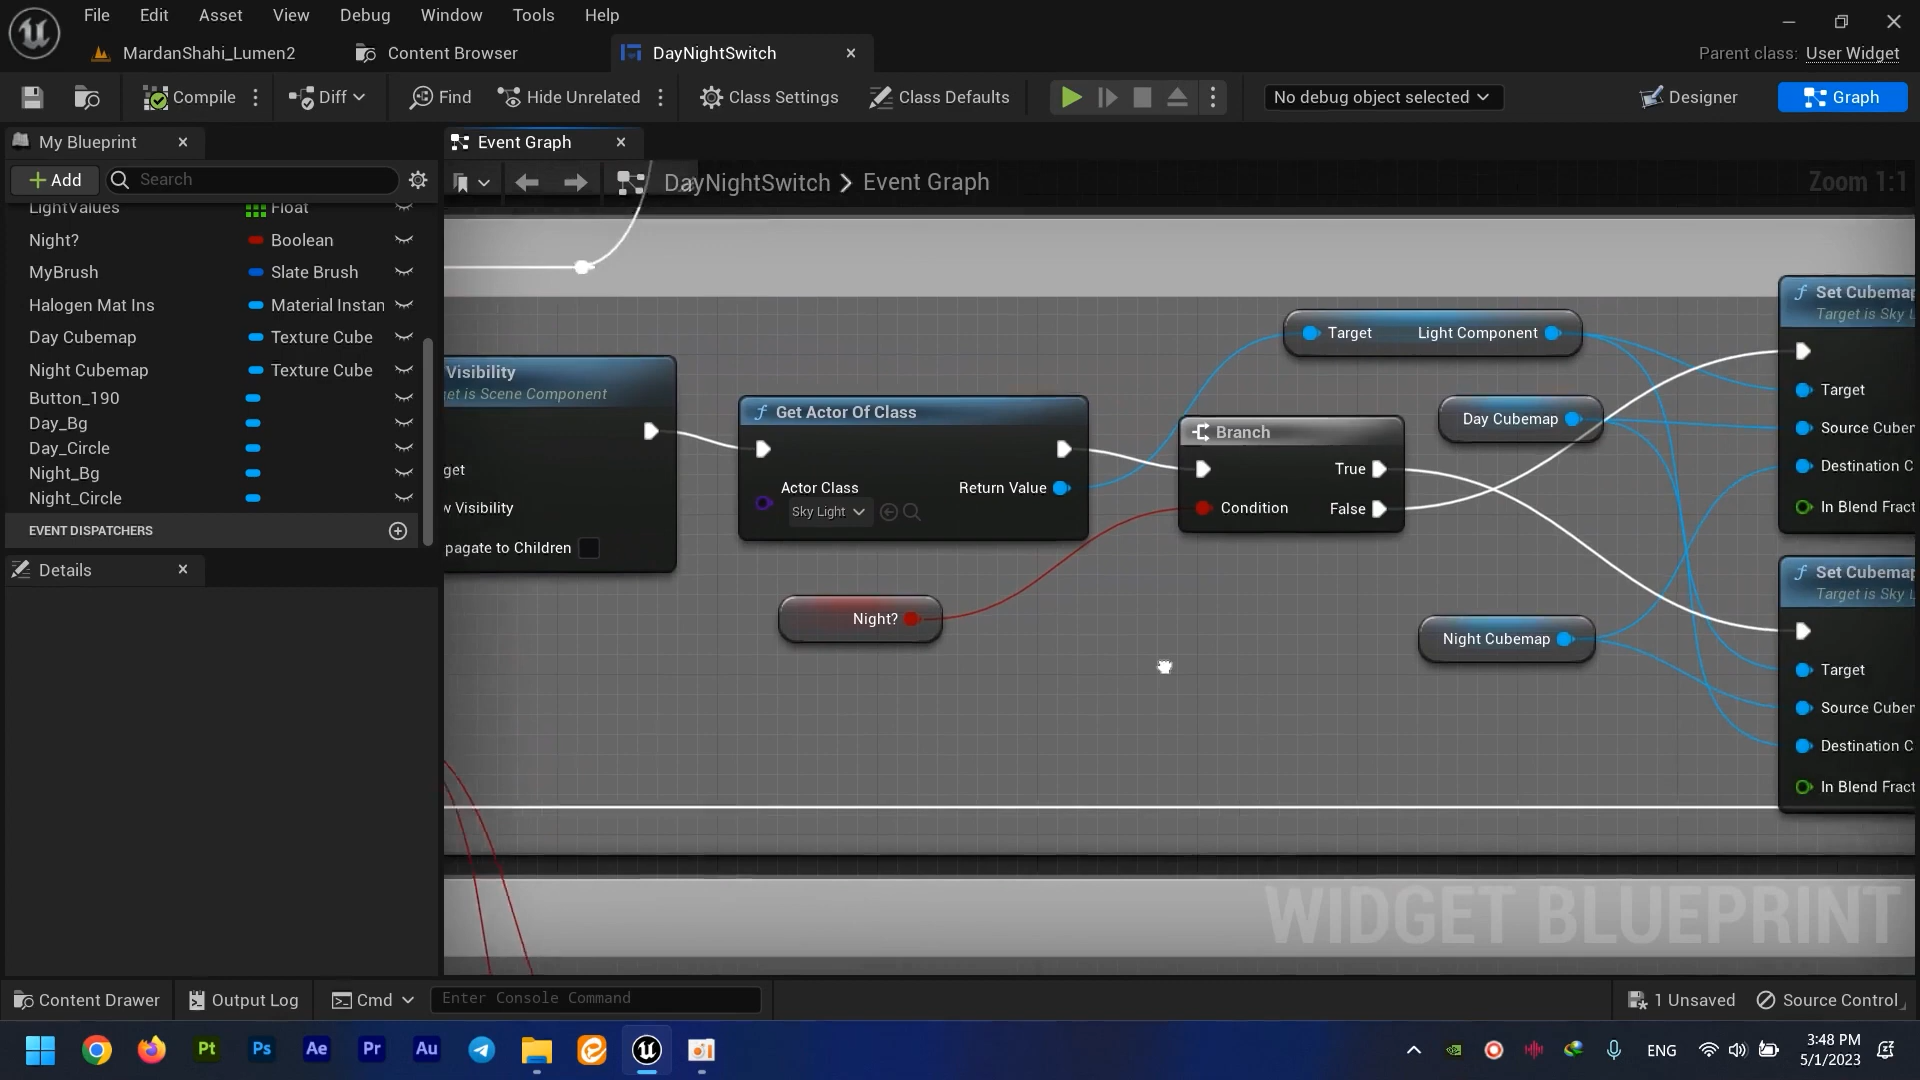 File Edit Asset View Debug Window Tools Help
MardanShahi_Lumen2 Content Browser DayNightSwitch Parent class: User Widget
Compile Diff Find Hide Unrelated Class Settings Class Defaults No debug object selected Designer Graph
My Blueprint Event Graph
Add Search DayNightSwitch > Event Graph Zoom 1:1
LightValues Float
Night? Boolean
MyBrush Slate Brush
Halogen Mat Ins Material Instan
Day Cubemap Texture Cube
Night Cubemap Texture Cube
Button_190
Day_Bg
Day_Circle
Night_Bg
Night_Circle
EVENT DISPATCHERS
Details
Visibility
et is Scene Component
get
w Visibility
pagate to Children
Get Actor Of Class
Actor Class Return Value
Sky Light
Night?
Branch
True
Condition False
Target Light Component
Day Cubemap
Night Cubemap
Set Cubemap
Target is Sky L
Target
Source Cuber
Destination C
In Blend Fract
Set Cubemap
Target is Sky L
Target
Source Cuber
Destination C
In Blend Fract
WIDGET BLUEPRINT
Content Drawer Output Log Cmd Enter Console Command 1 Unsaved Source Control
Pt Ps Ae Pr Au ENG 3:48 PM
5/1/2023